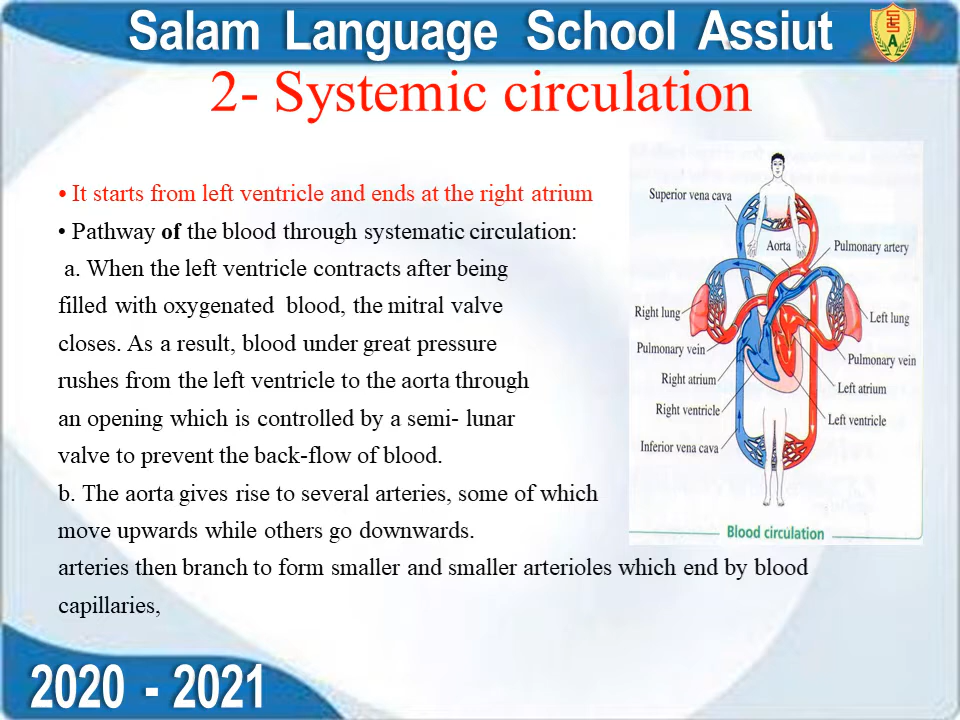 Salam Language School Assiut
A
2- Systemic circulation
• It starts from left ventricle and ends at the right atrium
• Pathway of the blood through systematic circulation:
a. When the left ventricle contracts after being
filled with oxygenated blood, the mitral valve
closes. As a result, blood under great pressure
rushes from the left ventricle to the aorta through
an opening which is controlled by a semi- lunar
valve to prevent the back-flow of blood.
b. The aorta gives rise to several arteries, some of which
move upwards while others go downwards.
arteries then branch to form smaller and smaller arterioles which end by blood
capillaries,
Superior vena cava
Aorta
Pulmonary artery
Right lung
Left lung
Pulmonary vein
Pulmonary vein
Right atrium
Left atrium
Right ventricle
Left ventricle
Inferior vena cava
Blood circulation
2020 - 2021